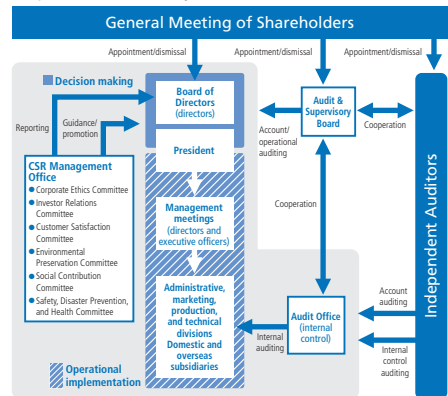 General Meeting of Shareholders
Appointment/dismissal
Appointment/dismissal
Appointment/dismissal
Decision making
Board of
Directors
(directors)
Audit &
Supervisory
Board
Guidance/
promotion
Reporting
Account/
operational
auditing
Cooperation
President
CSR Management
Office
● Corporate Ethics Committee
● Investor Relations
Committee
● Customer Satisfaction
Committee
● Environmental
Preservation Committee
● Social Contribution
Committee
● Safety, Disaster Prevention,
and Health Committee
Cooperation
Management
meetings
(directors and
executive officers)
Independent Auditors
Administrative,
marketing,
production,
and technical
divisions
Domestic and
overseas
subsidiaries
Audit Office
(internal
control)
Internal
auditing
Account
auditing
Internal
control
auditing
Operational
implementation